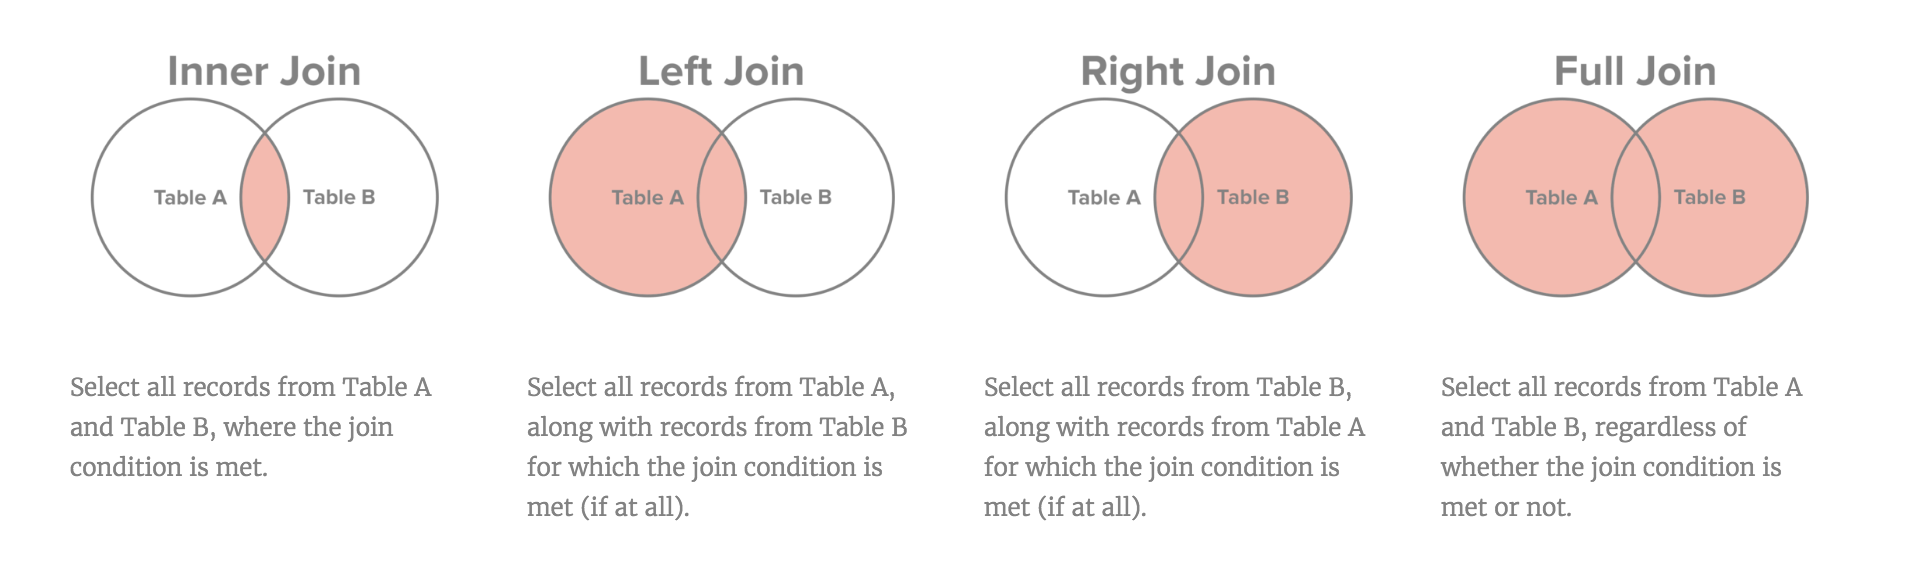 Inner Join
Table A
Table B
Select all records from Table A
and Table B, where the join
condition is met.
Left Join
Table A
Table B
Select all records from Table A,
along with records from Table B
for which the join condition is
met (if at all).
Right Join
Table A
Table B
Select all records from Table B,
along with records from Table A
for which the join condition is
met (if at all).
Full Join
Table A
Table B
Select all records from Table A
and Table B, regardless of
whether the join condition is
met or not.